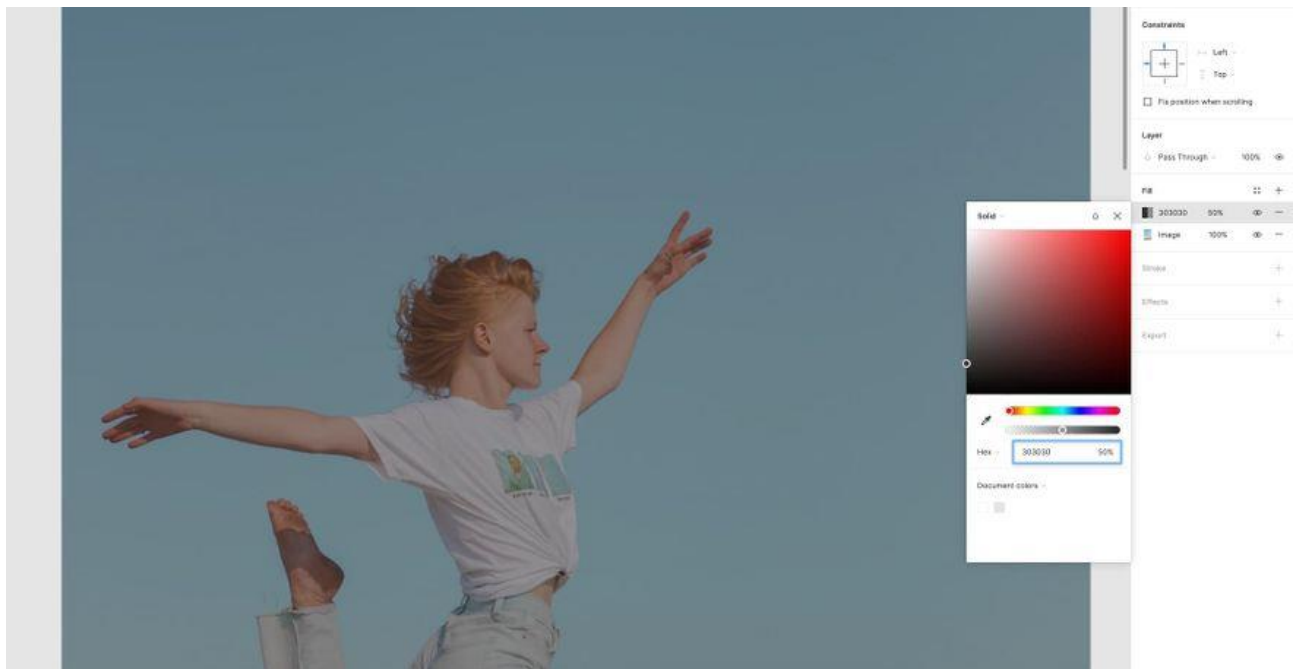 Constraints
Left
Top
Fix position when scrolling
Layer
Pass Through 100%
Fill
303030 50%
Image 100%
Stroke
Effects
Export
Solid
Hex 303030 50%
Document colors